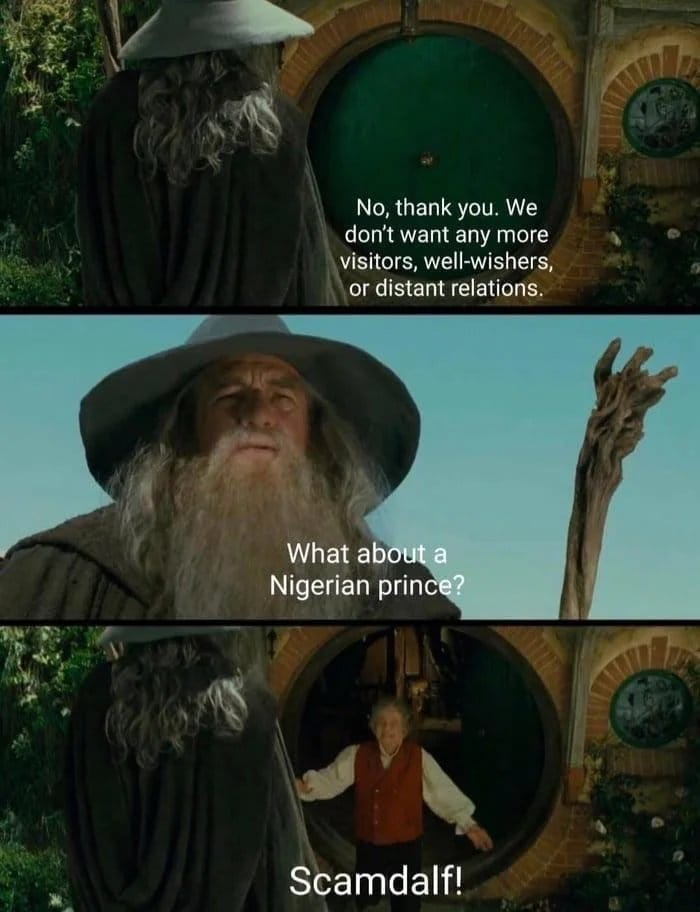 No, thank you. We
don't want any more
visitors, well-wishers,
or distant relations.
What about a
Nigerian prince?
Scamdalf!